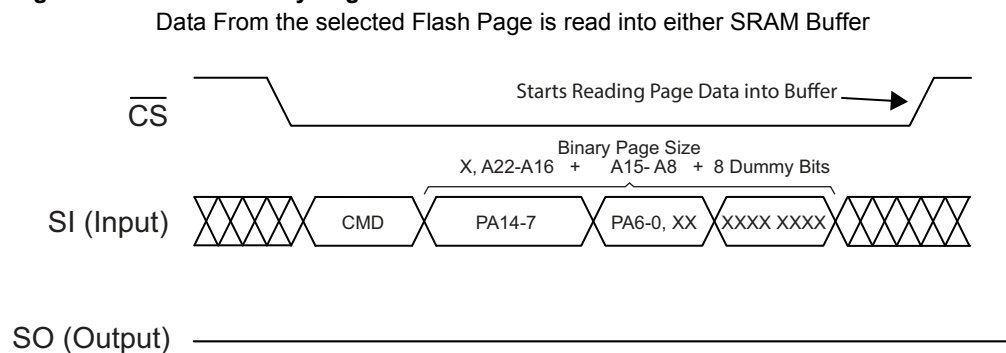 Data From the selected Flash Page is read into either SRAM Buffer
CS
Starts Reading Page Data into Buffer
Binary Page Size
X, A22-A16 + A15- A8 + 8 Dummy Bits
SI (Input)
CMD
PA14-7
PA6-0, XX
XXXX XXXX
SO (Output)